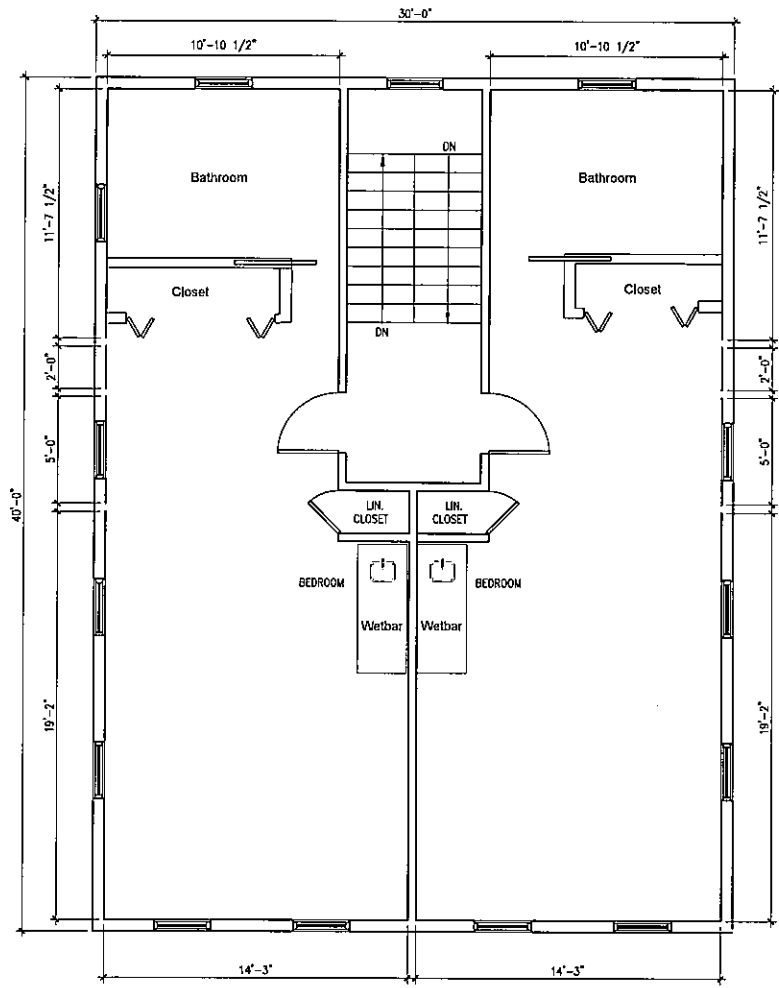 30'-0"
10'-10 1/2"
10'-10 1/2"
DN
Bathroom
Bathroom
11'-7 1/2"
11'-7 1/2"
Closet
Closet
DN
2'-0"
2'-0"
5'-0"
5'-0"
40'-0"
LIN.
CLOSET
LIN.
CLOSET
BEDROOM
BEDROOM
Wetbar
Wetbar
19'-2"
19'-2"
14'-3"
14'-3"